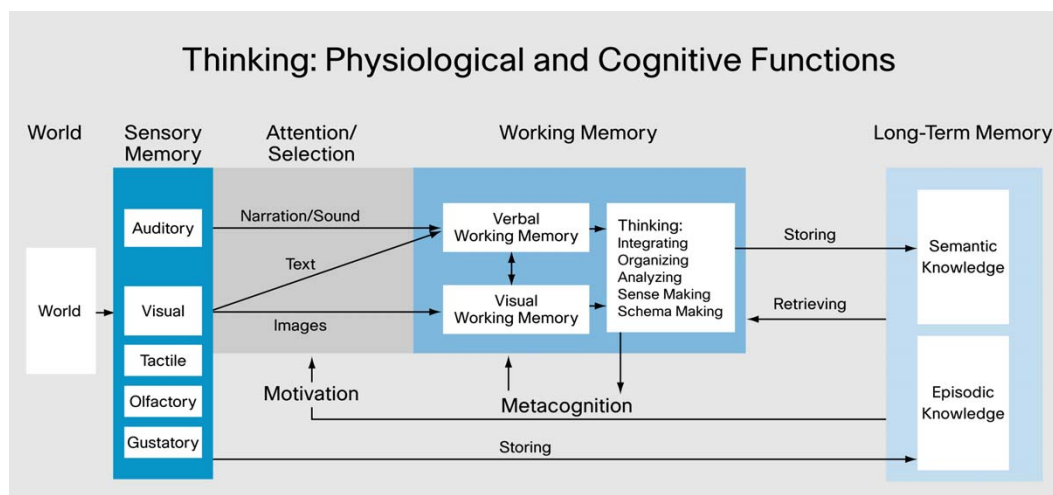 Thinking: Physiological and Cognitive Functions
World
Sensory
Memory
Attention/
Selection
Working Memory
Long-Term Memory
World
Auditory
Visual
Tactile
Olfactory
Gustatory
Narration/Sound
Text
Images
Verbal
Working Memory
Visual
Working Memory
Thinking:
Integrating
Organizing
Analyzing
Sense Making
Schema Making
Storing
Retrieving
Semantic
Knowledge
Episodic
Knowledge
Motivation
Metacognition
Storing